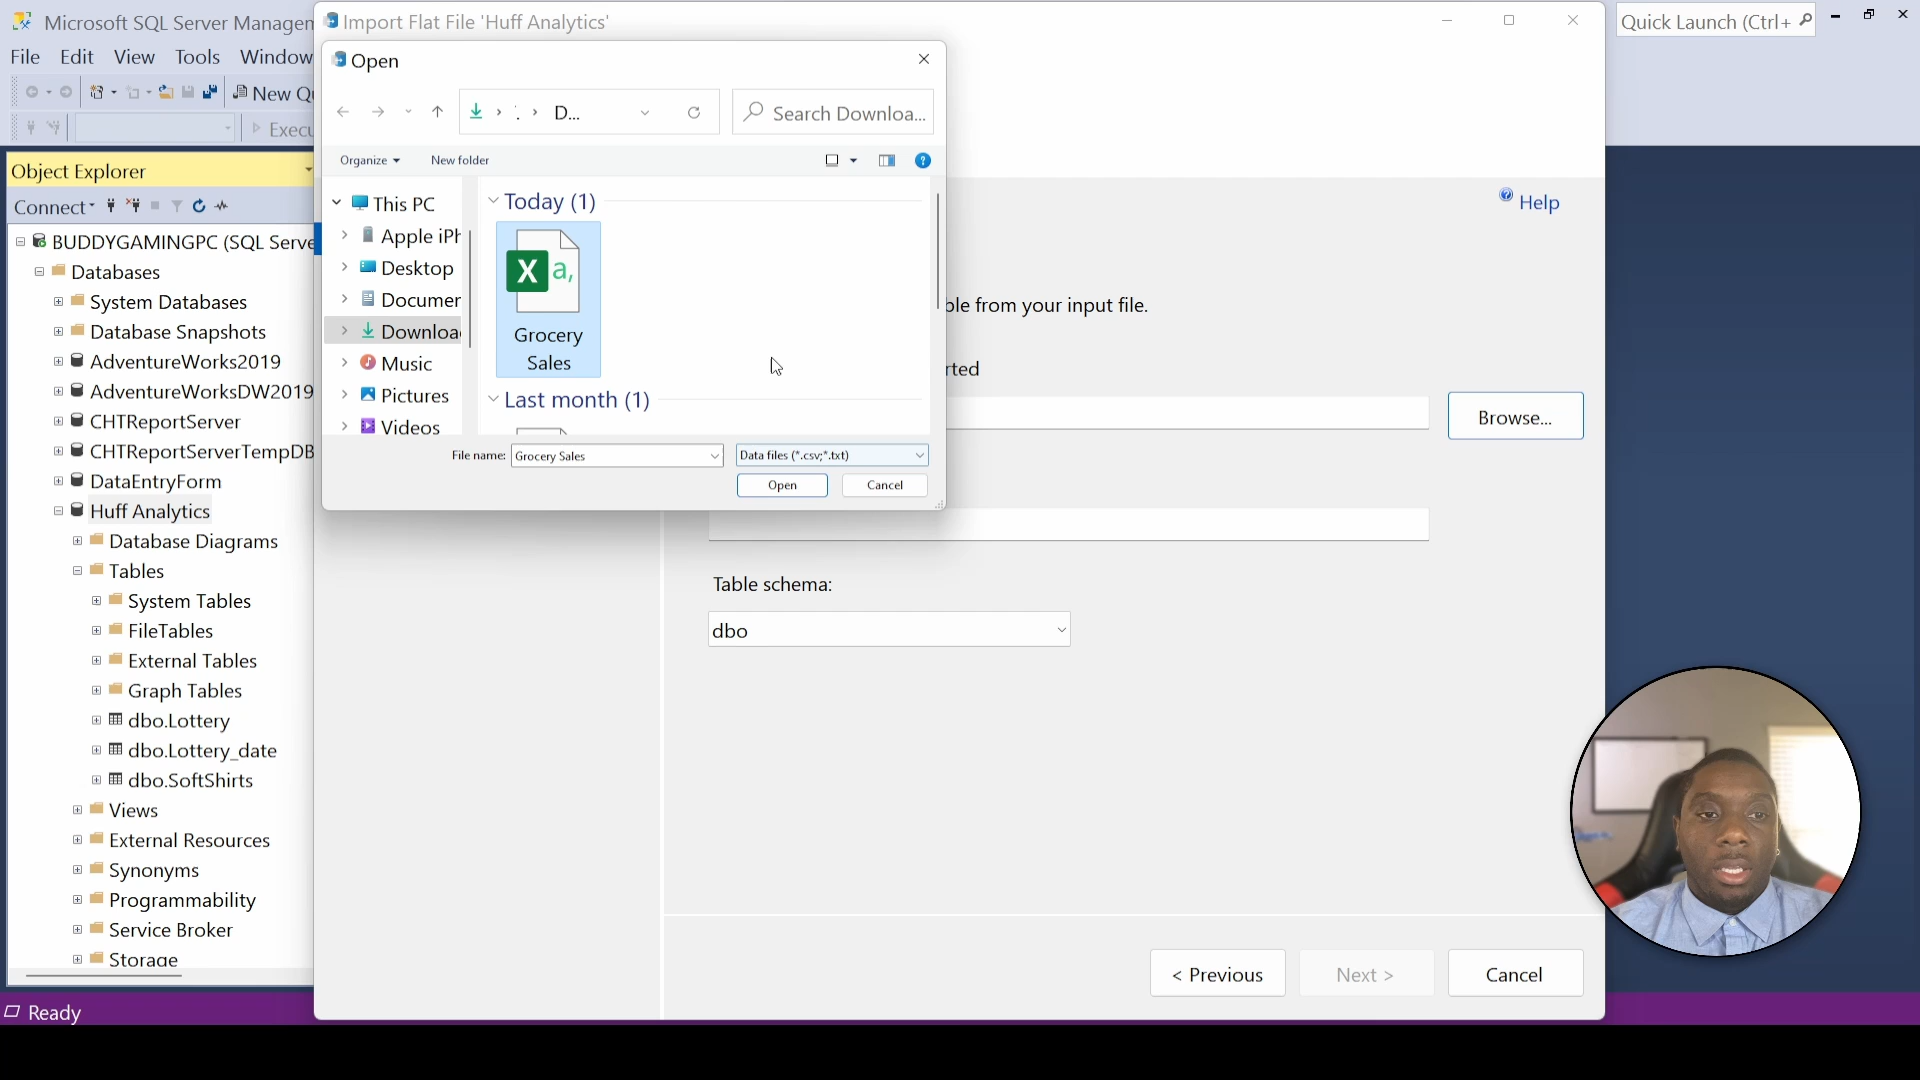 Microsoft SQL Server Managem
Quick Launch (Ctrl+
File Edit View Tools Window
New Qu
Execu
Object Explorer
Connect
BUDDYGAMINGPC (SQL Serve
Databases
System Databases
Database Snapshots
AdventureWorks2019
AdventureWorksDW2019
CHTReportServer
CHTReportServerTempDB
DataEntryForm
Huff Analytics
Database Diagrams
Tables
System Tables
FileTables
External Tables
Graph Tables
dbo.Lottery
dbo.Lottery_date
dbo.SoftShirts
Views
External Resources
Synonyms
Programmability
Service Broker
Storage
Ready
Import Flat File 'Huff Analytics'
Open
D...
Search Downloa...
Organize
New folder
This PC
Apple iPh
Desktop
Documer
Downloa
Music
Pictures
Videos
Today (1)
X a,
Grocery
Sales
Last month (1)
File name: Grocery Sales
Data files (*.csv;*.txt)
Open
Cancel
Help
ble from your input file.
rted
Browse...
Table schema:
dbo
< Previous
Next >
Cancel